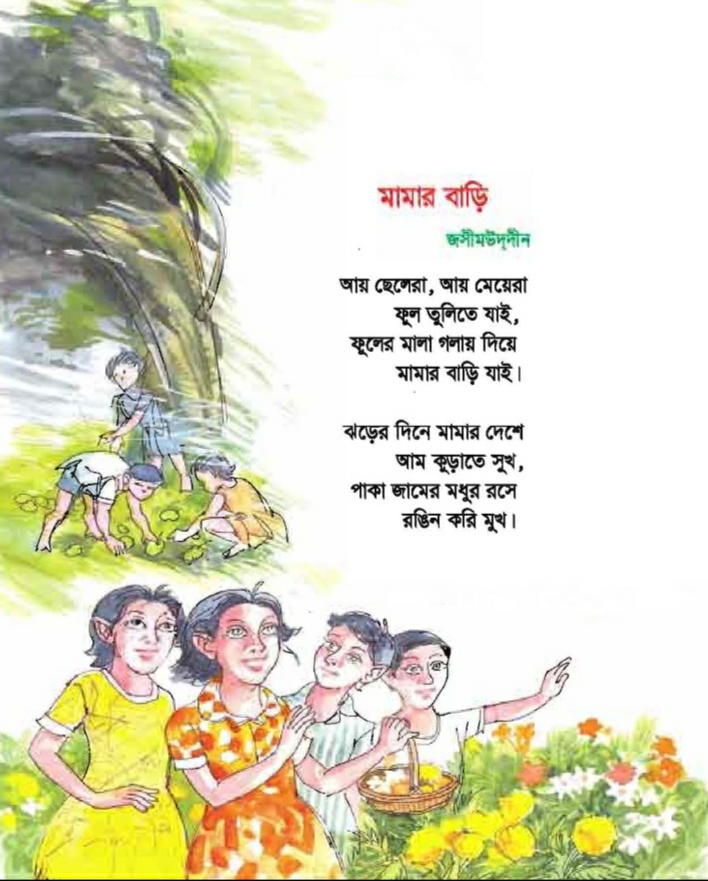 মামার বাড়ি
জসীমউদ্‌দীন
আয় ছেলেরা, আয় মেয়েরা
ফুল তুলিতে যাই,
ফুলের মালা গলায় দিয়ে
মামার বাড়ি যাই।
ঝড়ের দিনে মামার দেশে
আম কুড়াতে সুখ,
পাকা জামের মধুর রসে
রঙিন করি মুখ।